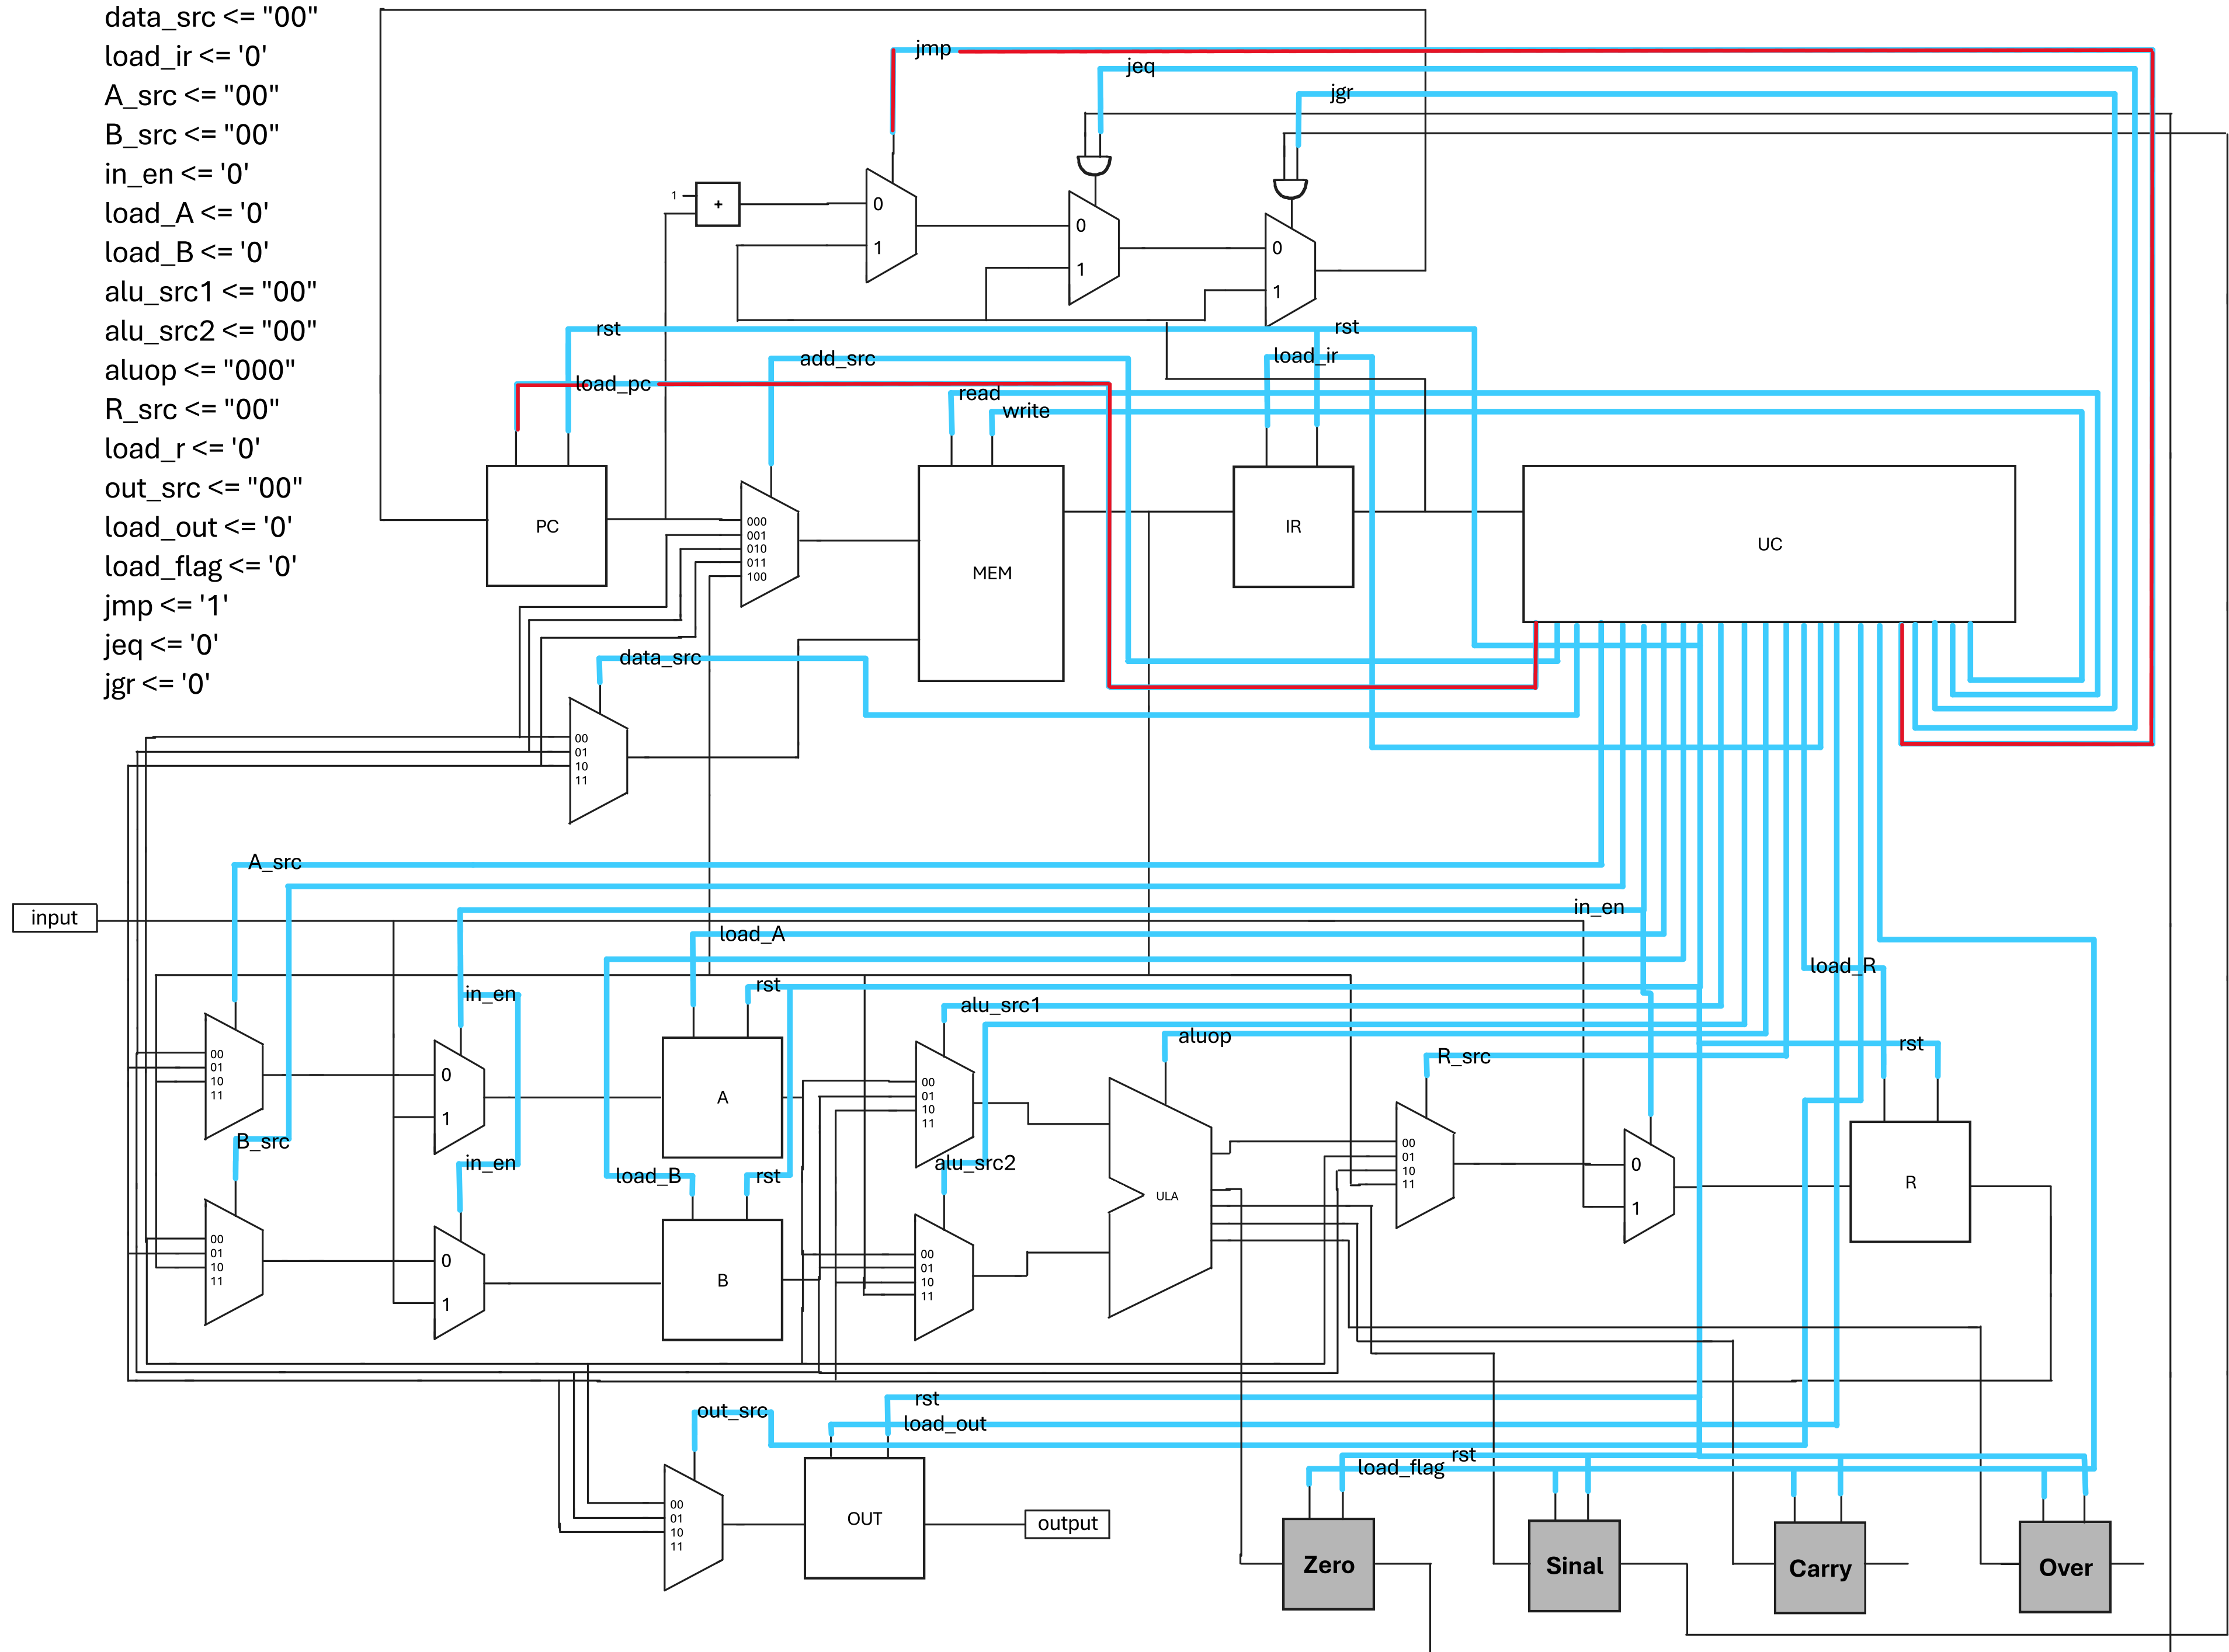 data_src <= "00"
load_ir <= '0'
A_src <= "00"
B_src <= "00"
in_en <= '0'
load_A <= '0'
load_B <= '0'
alu_src1 <= "00"
alu_src2 <= "00"
aluop <= "000"
R_src <= "00"
load_r <= '0'
out_src <= "00"
load_out <= '0'
load_flag <= '0'
jmp <= '1'
jeq <= '0'
jgr <= '0'
jmp
jeq
jgr
1
+
0
1
0
1
0
1
rst
rst
add_src
load_ir
load_pc
read
write
PC
000
001
010
011
100
MEM
IR
UC
data_src
00
01
10
11
A_src
input
in_en
load_A
load_R
in_en
rst
alu_src1
aluop
R_src
rst
00
01
10
11
0
1
A
00
01
10
11
B_src
in_en
load_B
rst
alu_src2
ULA
00
01
10
11
0
1
R
00
01
10
11
0
1
B
00
01
10
11
out_src
rst
load_out
rst
load_flag
00
01
10
11
OUT
output
Zero
Sinal
Carry
Over